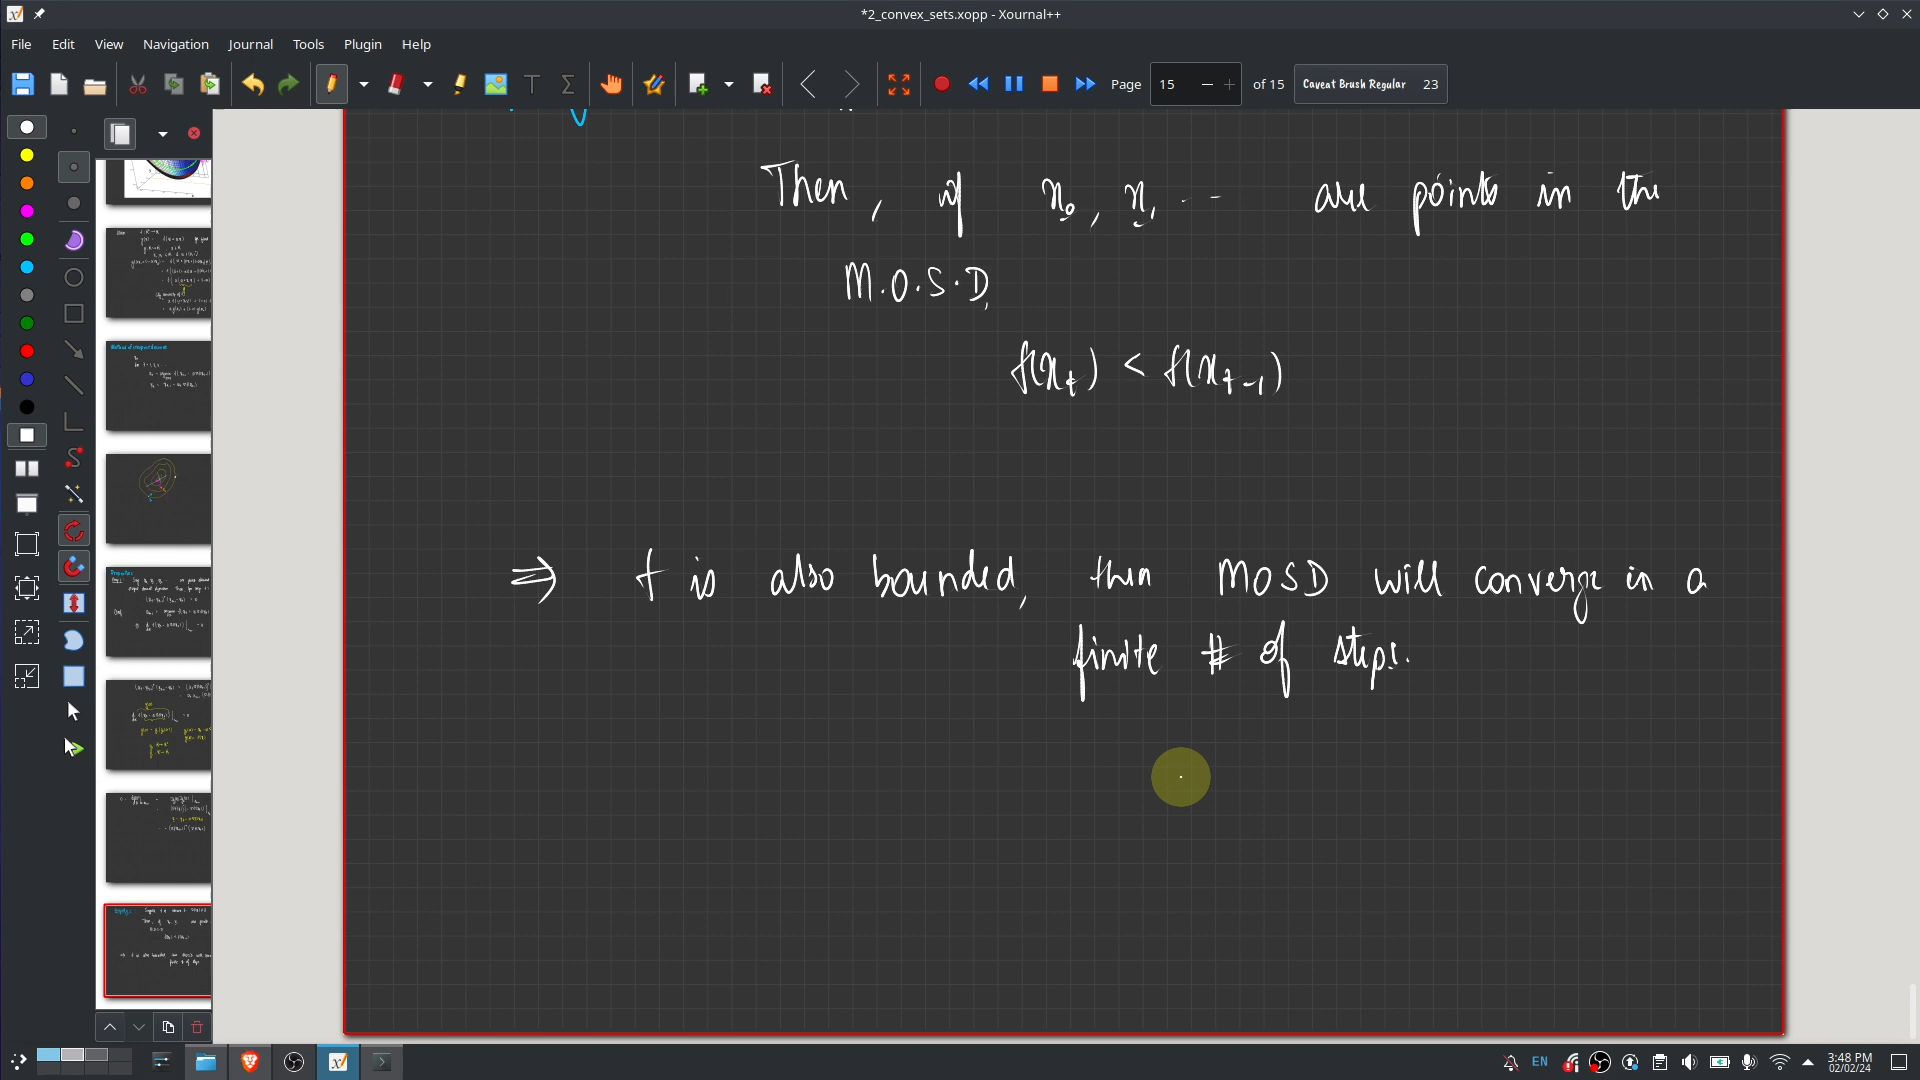 *2_convex_sets.xopp - Xournal++
File Edit View Navigation Journal Tools Plugin Help
Page 15 of 15 Caveat Brush Regular 23
Then, if x₀, x₁ ... are points in the
M.O.S.D,
f(xₜ) < f(xₜ₋₁)
⇒ f is also bounded, then MOSD will converge in a
finite # of steps.
EN 3:48 PM
02/02/24